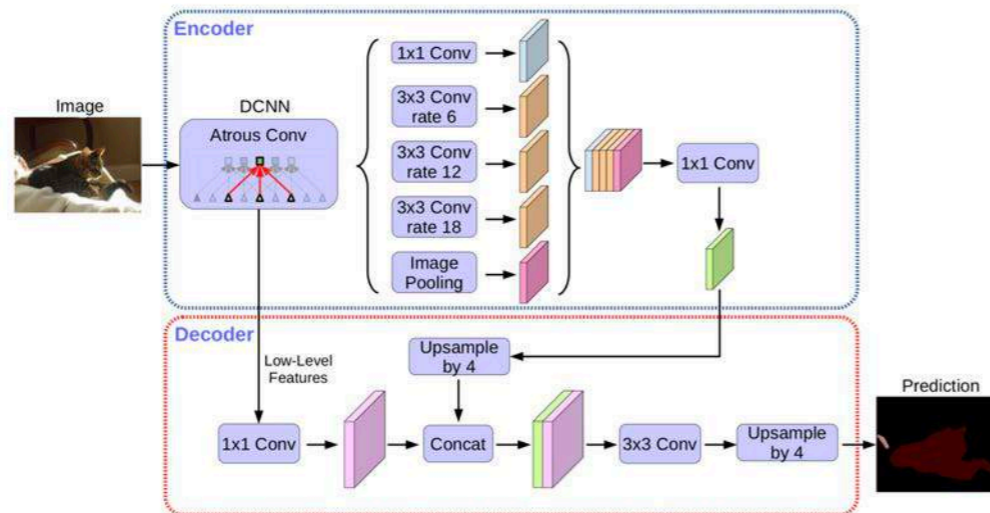 Encoder
Image
DCNN
Atrous Conv
1x1 Conv
3x3 Conv
rate 6
3x3 Conv
rate 12
3x3 Conv
rate 18
Image
Pooling
1x1 Conv
Decoder
Low-Level
Features
Upsample
by 4
1x1 Conv
Concat
3x3 Conv
Upsample
by 4
Prediction